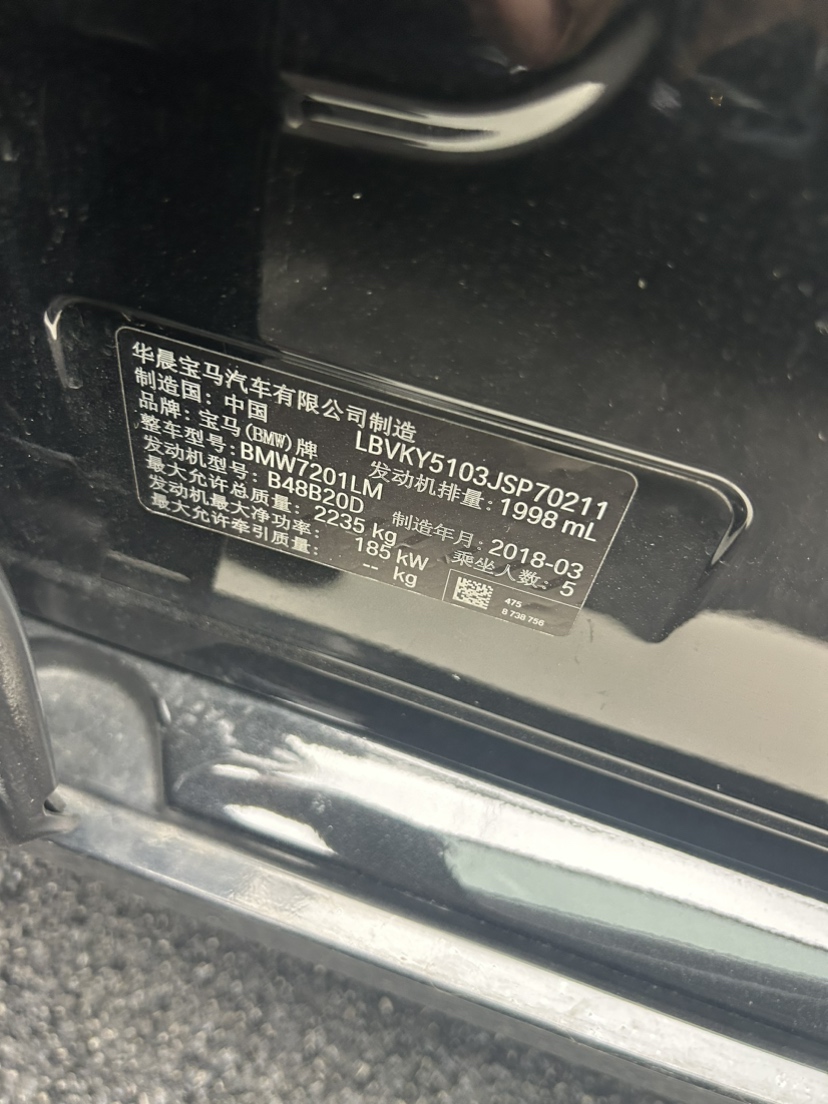 华晨宝马汽车有限公司制造
制造国：中国 LBVKY5103JSP70211
品牌：宝马(BMW)牌 发动机排量：1998 mL
整车型号：BMW7201LM
发动机型号：B48B20D 制造年月：2018-03
最大允许总质量：2235 kg 乘坐人数：5
发动机最大净功率：185 kW
最大允许牵引质量：-- kg
475
8 738 756